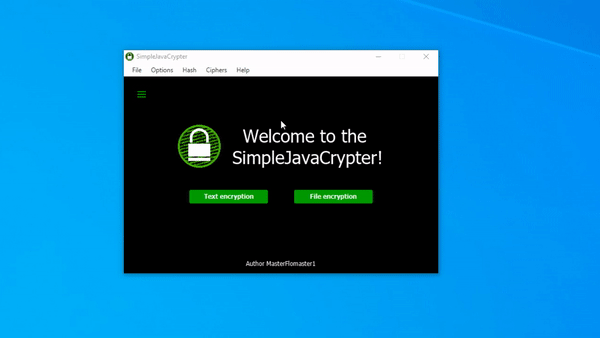 SimpleJavaCrypter
File Options Hash Ciphers Help
Welcome to the
SimpleJavaCrypter!
Text encryption File encryption
Author MasterFlomaster1